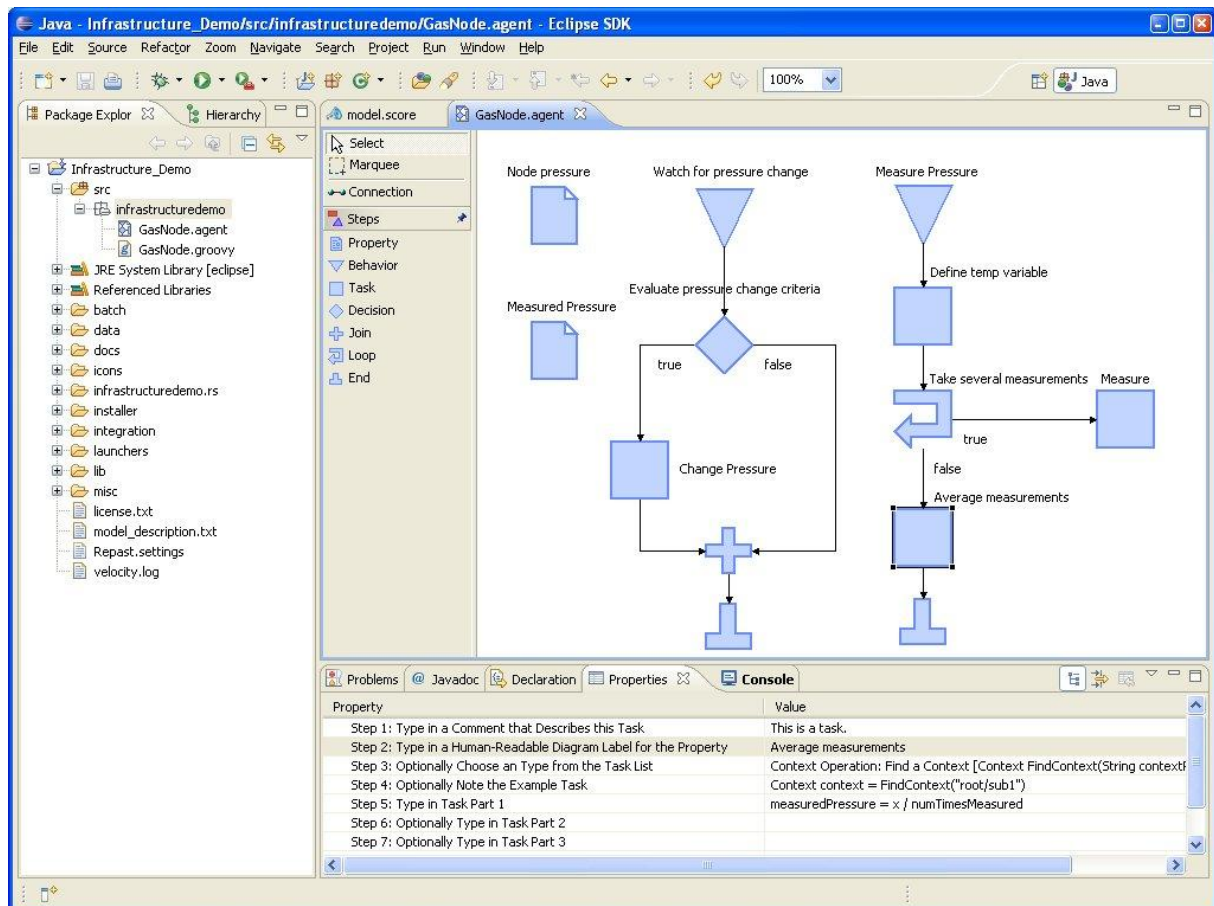 Java - Infrastructure_Demo/src/infrastructuredemo/GasNode.agent - Eclipse SDK
File Edit Source Refactor Zoom Navigate Search Project Run Window Help
100%
Java
Package Explor
Hierarchy
Infrastructure_Demo
src
infrastructuredemo
GasNode.agent
GasNode.groovy
JRE System Library [eclipse]
Referenced Libraries
batch
data
docs
icons
infrastructuredemo.rs
installer
integration
launchers
lib
misc
license.txt
model_description.txt
Repast.settings
velocity.log
model.score
GasNode.agent
Select
Marquee
Connection
Steps
Property
Behavior
Task
Decision
Join
Loop
End
Node pressure
Watch for pressure change
Measure Pressure
Define temp variable
Evaluate pressure change criteria
Measured Pressure
true
false
Take several measurements
Measure
true
false
Change Pressure
Average measurements
Problems @ Javadoc Declaration Properties Console
Property Value
Step 1: Type in a Comment that Describes this Task This is a task.
Step 2: Type in a Human-Readable Diagram Label for the Property Average measurements
Step 3: Optionally Choose an Type from the Task List Context Operation: Find a Context [Context FindContext(String context
Step 4: Optionally Note the Example Task Context context = FindContext("root/sub1")
Step 5: Type in Task Part 1 measuredPressure = x / numTimesMeasured
Step 6: Optionally Type in Task Part 2
Step 7: Optionally Type in Task Part 3